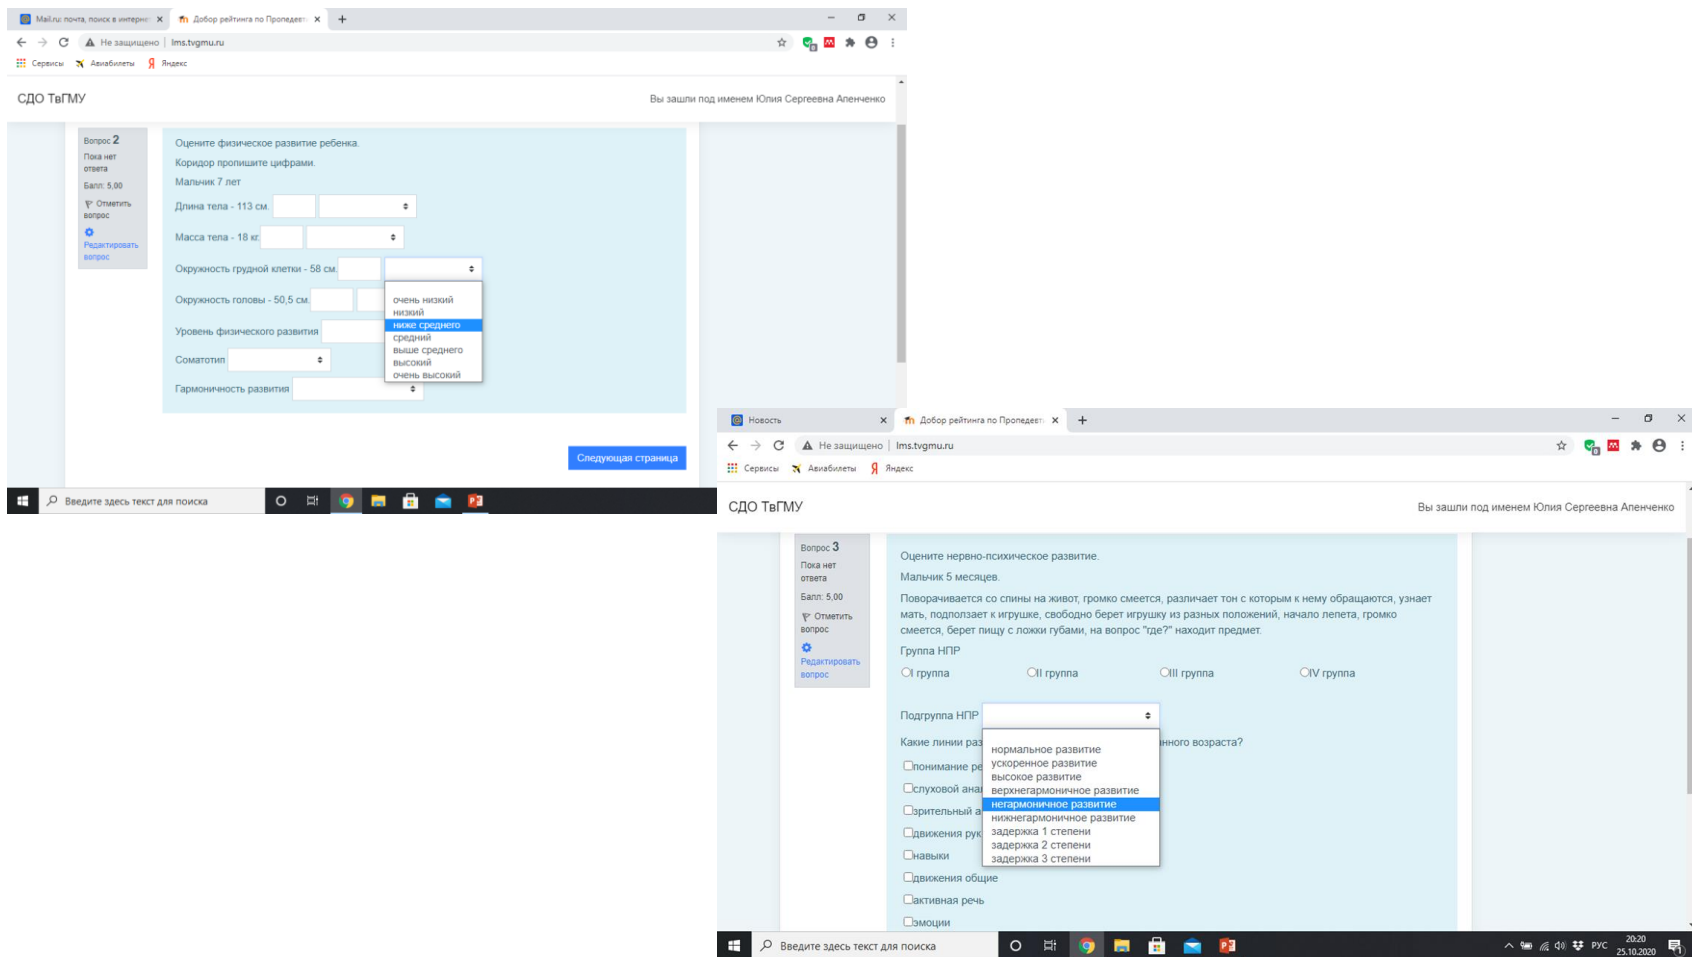 Mail.ru: почта, поиск в интерне
Добор рейтинга по Пропедевт
Не защищено | lms.tvgmu.ru
Сервисы Авиабилеты Яндекс
СДО ТвГМУ
Вы зашли под именем Юлия Сергеевна Апенченко
Вопрос 2
Пока нет
ответа
Балл: 5,00
Отметить
вопрос
Редактировать
вопрос
Оцените физическое развитие ребенка.
Коридор пропишите цифрами.
Мальчик 7 лет
Длина тела - 113 см.
Масса тела - 18 кг.
Окружность грудной клетки - 58 см.
Окружность головы - 50,5 см.
Уровень физического развития
Соматотип
Гармоничность развития
очень низкий
низкий
ниже среднего
средний
выше среднего
высокий
очень высокий
Следующая страница
Введите здесь текст для поиска
Новость
Добор рейтинга по Пропедевт
Не защищено | lms.tvgmu.ru
Сервисы Авиабилеты Яндекс
СДО ТвГМУ
Вы зашли под именем Юлия Сергеевна Апенченко
Вопрос 3
Пока нет
ответа
Балл: 5,00
Отметить
вопрос
Редактировать
вопрос
Оцените нервно-психическое развитие.
Мальчик 5 месяцев.
Поворачивается со спины на живот, громко смеется, различает тон с которым к нему обращаются, узнает
мать, подползает к игрушке, свободно берет игрушку из разных положений, начало лепета, громко
смеется, берет пищу с ложки губами, на вопрос "где?" находит предмет.
Группа НПР
I группа II группа III группа IV группа
Подгруппа НПР
Какие линии раз нного возраста?
понимание ре
слуховой анал
зрительный а
движения рук
навыки
движения общие
активная речь
эмоции
нормальное развитие
ускоренное развитие
высокое развитие
верхнегармоничное развитие
негармоничное развитие
нижнегармоничное развитие
задержка 1 степени
задержка 2 степени
задержка 3 степени
Введите здесь текст для поиска
РУС
20:20
25.10.2020